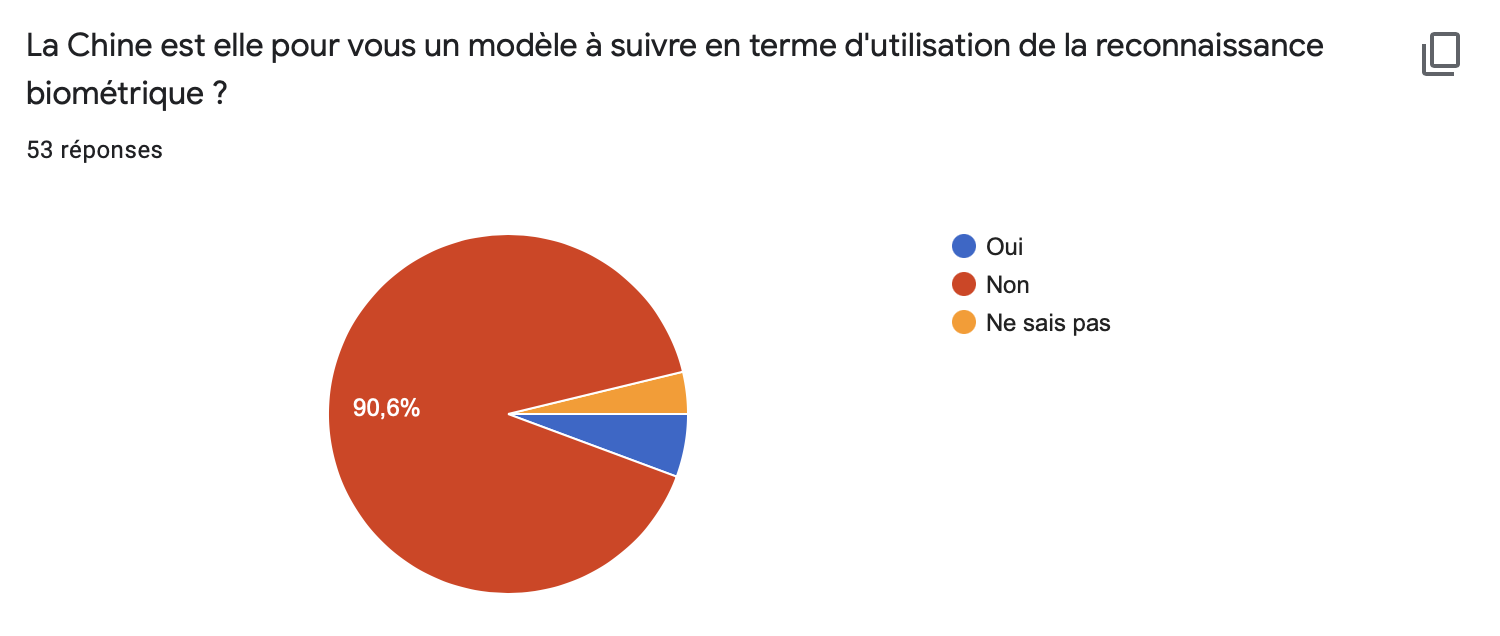 La Chine est elle pour vous un modèle à suivre en terme d'utilisation de la reconnaissance
biométrique ?
53 réponses
90,6%
Oui
Non
Ne sais pas